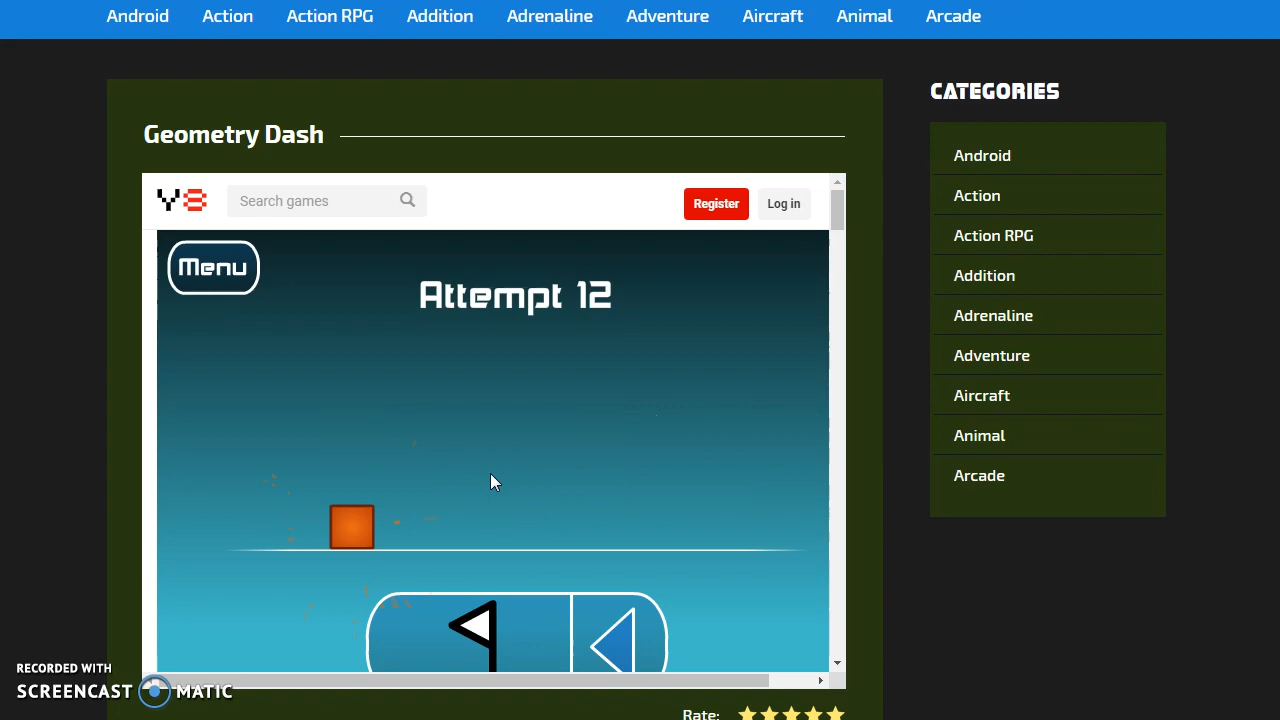 Android Action Action RPG Addition Adrenaline Adventure Aircraft Animal Arcade
Geometry Dash
Y8 Search games Register Log in
Menu
Attempt 12
Rate:
CATEGORIES
Android
Action
Action RPG
Addition
Adrenaline
Adventure
Aircraft
Animal
Arcade
RECORDED WITH
SCREENCAST MATIC